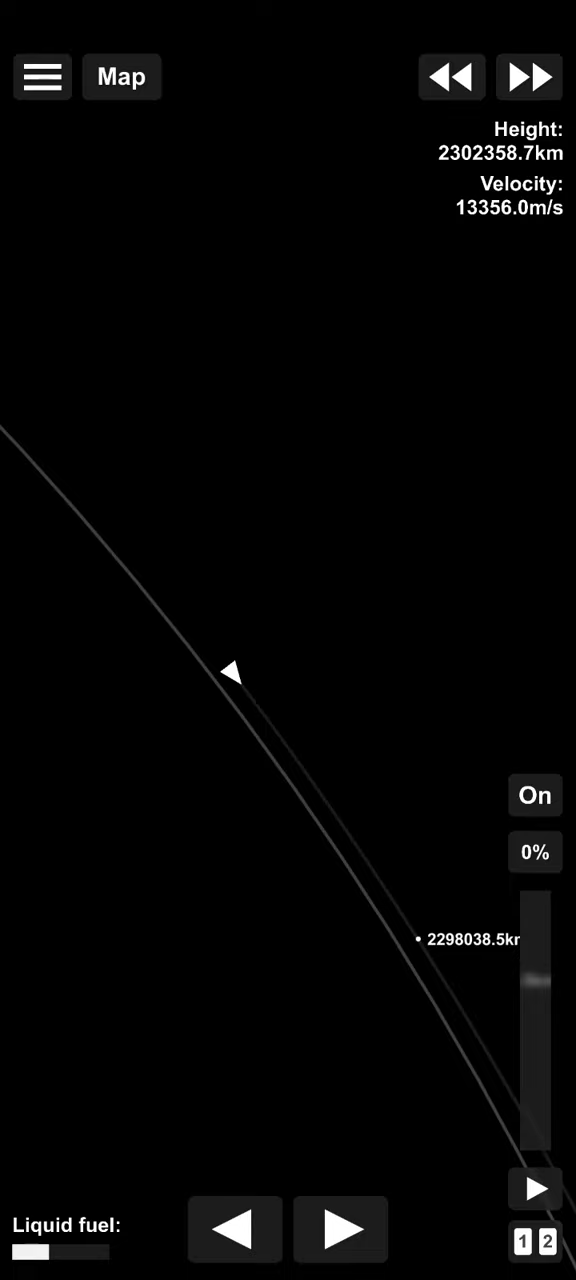 Map
Height:
2302358.7km
Velocity:
13356.0m/s
On
0%
2298038.5k
Liquid fuel:
1 2